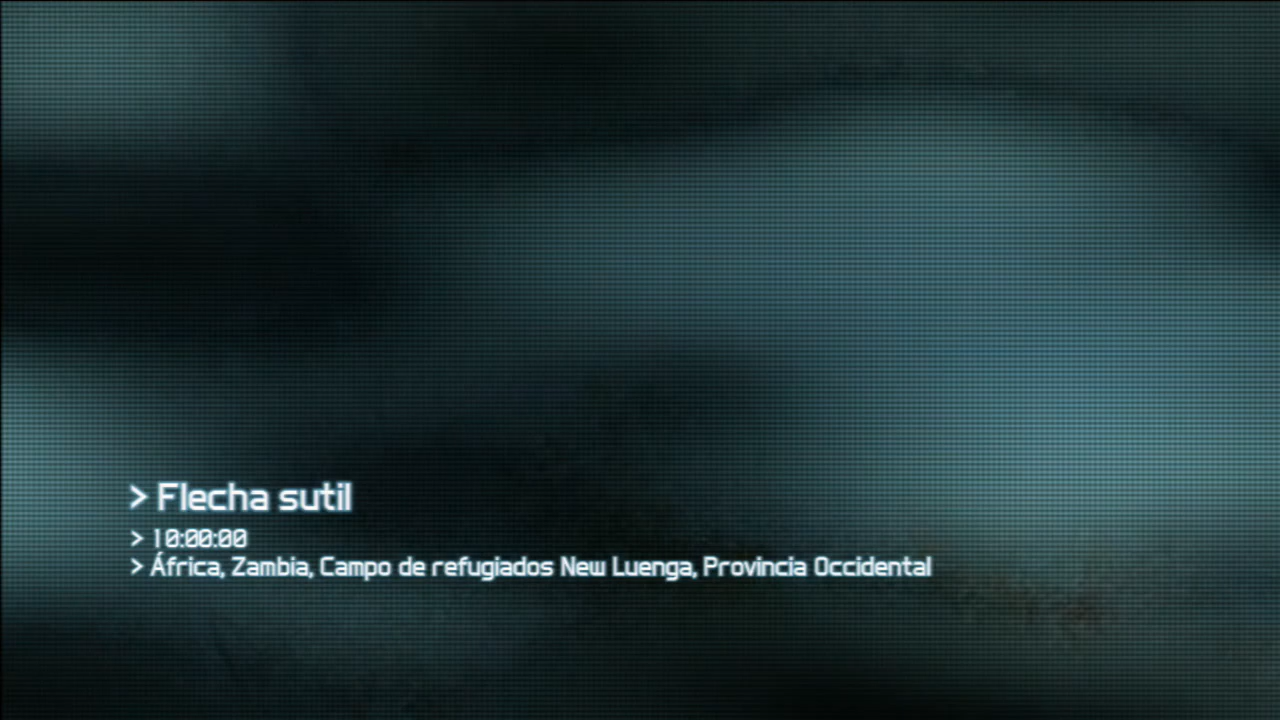 > Flecha sutil
> 10:00:00
> África, Zambia, Campo de refugiados New Luenga, Provincia Occidental